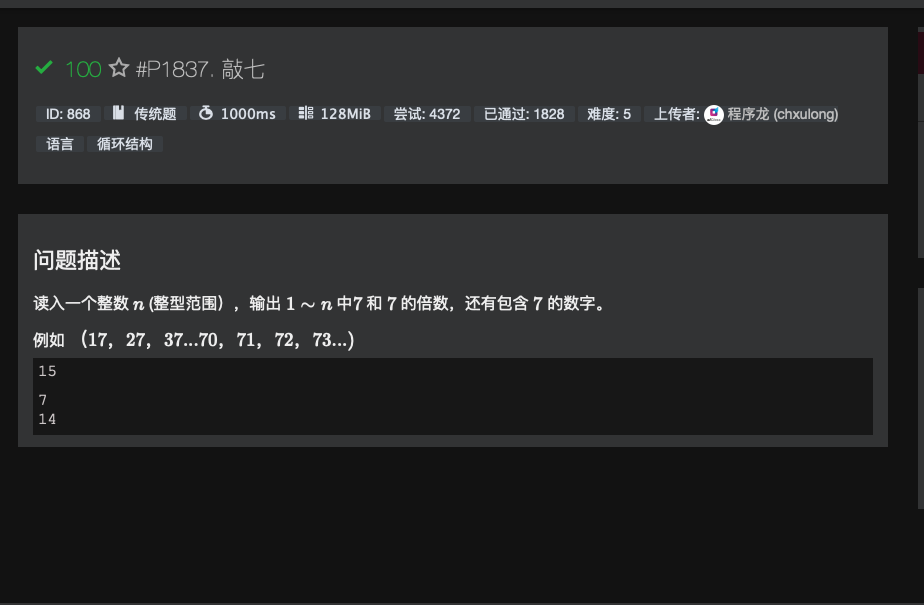 100 #P1837. 敲七
ID: 868 传统题 1000ms 128MiB 尝试: 4372 已通过: 1828 难度: 5 上传者: 程序龙 (chxulong)
语言 循环结构
问题描述
读入一个整数 n (整型范围），输出 1 ∼ n 中7 和 7 的倍数，还有包含 7 的数字。
例如 （17，27，37...70，71，72，73...)
15
7
14